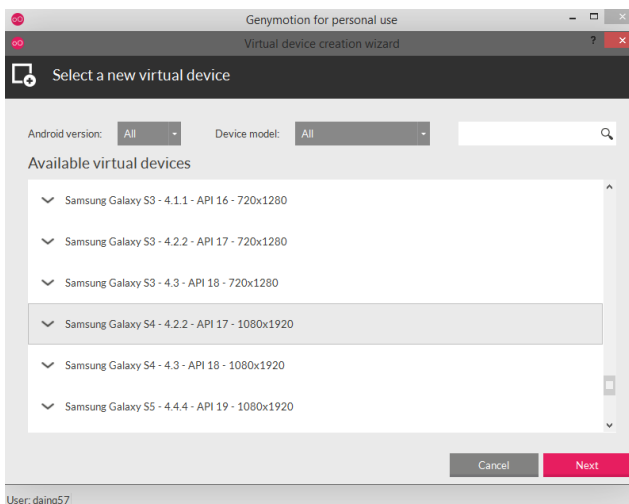 Genymotion for personal use
Virtual device creation wizard
?
Select a new virtual device
Android version: All Device model: All
Available virtual devices
Samsung Galaxy S3 - 4.1.1 - API 16 - 720x1280
Samsung Galaxy S3 - 4.2.2 - API 17 - 720x1280
Samsung Galaxy S3 - 4.3 - API 18 - 720x1280
Samsung Galaxy S4 - 4.2.2 - API 17 - 1080x1920
Samsung Galaxy S4 - 4.3 - API 18 - 1080x1920
Samsung Galaxy S5 - 4.4.4 - API 19 - 1080x1920
Cancel Next
User: dainq57